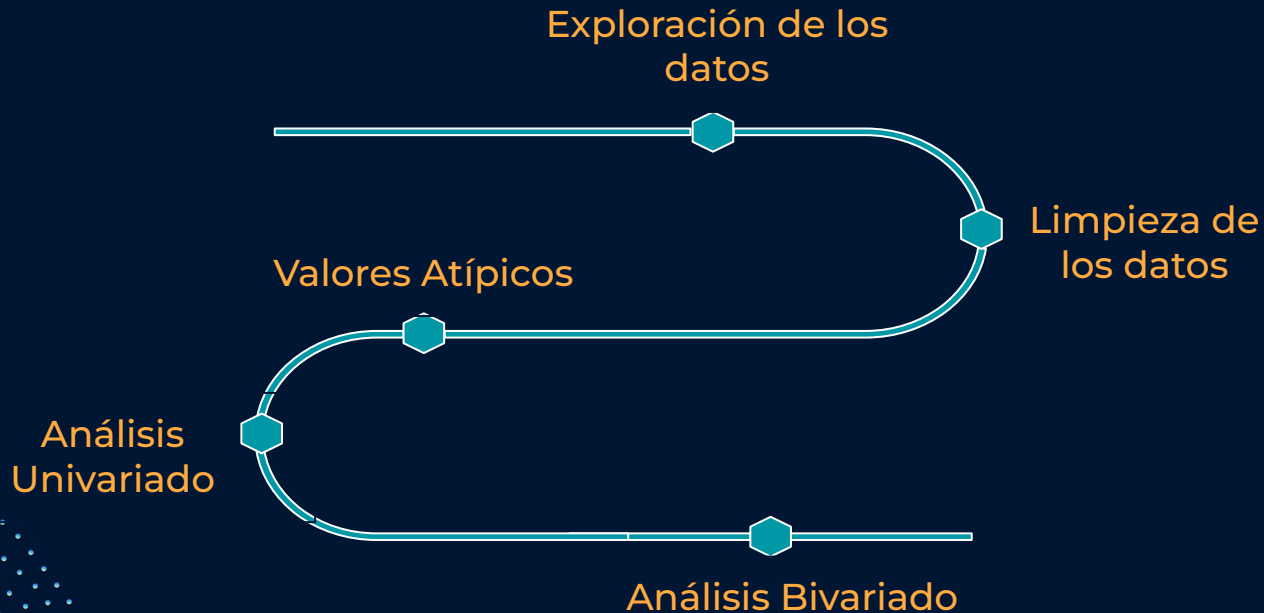 Exploración de los
datos
Limpieza de
los datos
Valores Atípicos
Análisis
Univariado
Análisis Bivariado